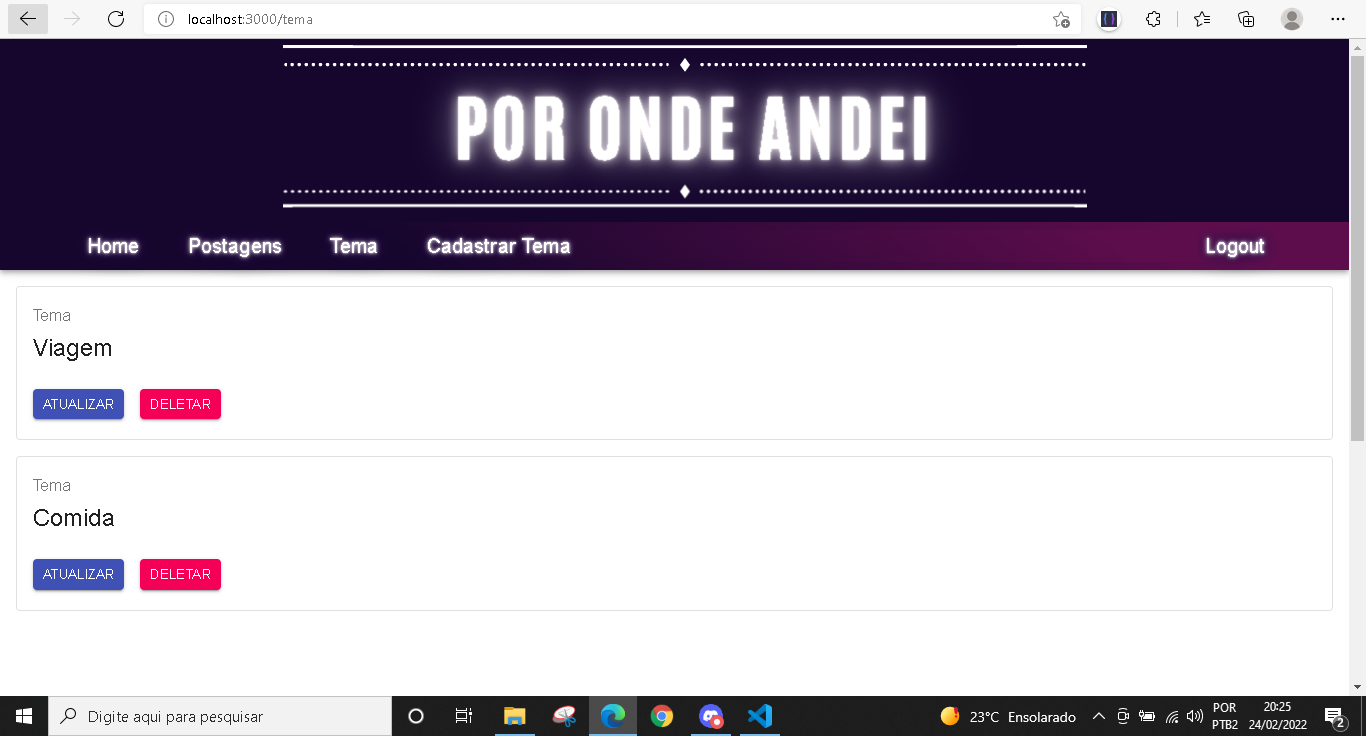 localhost:3000/tema
POR ONDE ANDEI
Home Postagens Tema Cadastrar Tema Logout
Tema
Viagem
ATUALIZAR DELETAR
Tema
Comida
ATUALIZAR DELETAR
Digite aqui para pesquisar
23°C Ensolarado
POR
PTB2
20:25
24/02/2022
2